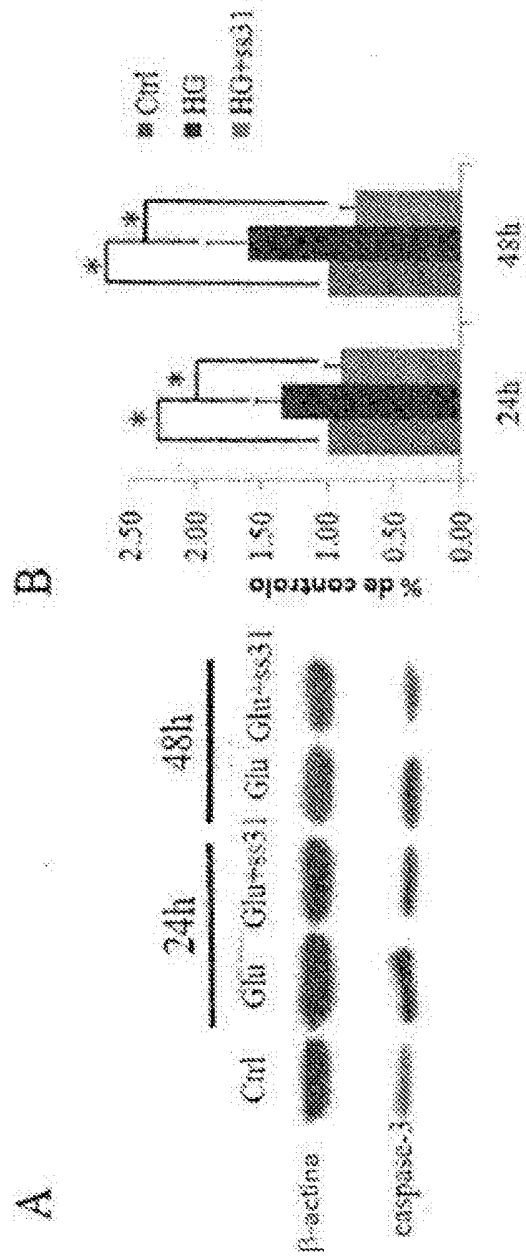 A
24h 48h
Ctrl Glu Glu+ss31 Glu Glu+ss31
β-actina
caspase-3
B
% de controlo
2.50
2.00
1.50
1.00
0.50
0.00
* * * *
24h 48h
Ctrl
HG
HG+ss31